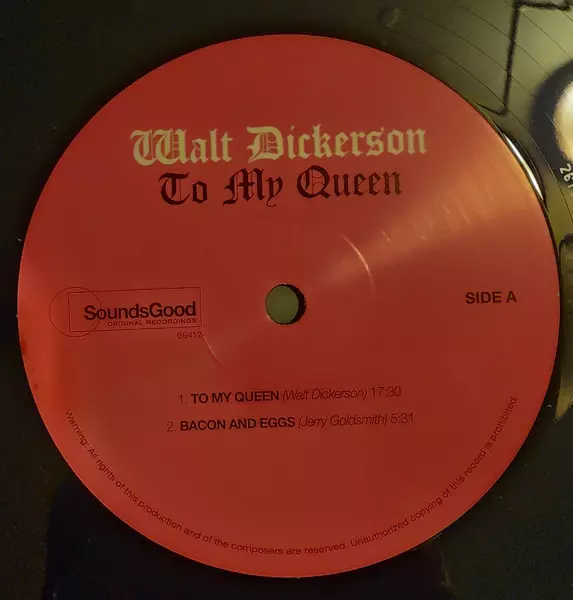 Walt Dickerson
To My Queen
SoundsGood
ORIGINAL RECORDINGS
66412
SIDE A
1. TO MY QUEEN (Walt Dickerson) 17:30
2. BACON AND EGGS (Jerry Goldsmith) 5:31
Warning: All rights of this production and of the composers are reserved. Unauthorized copying of this record is prohibited.